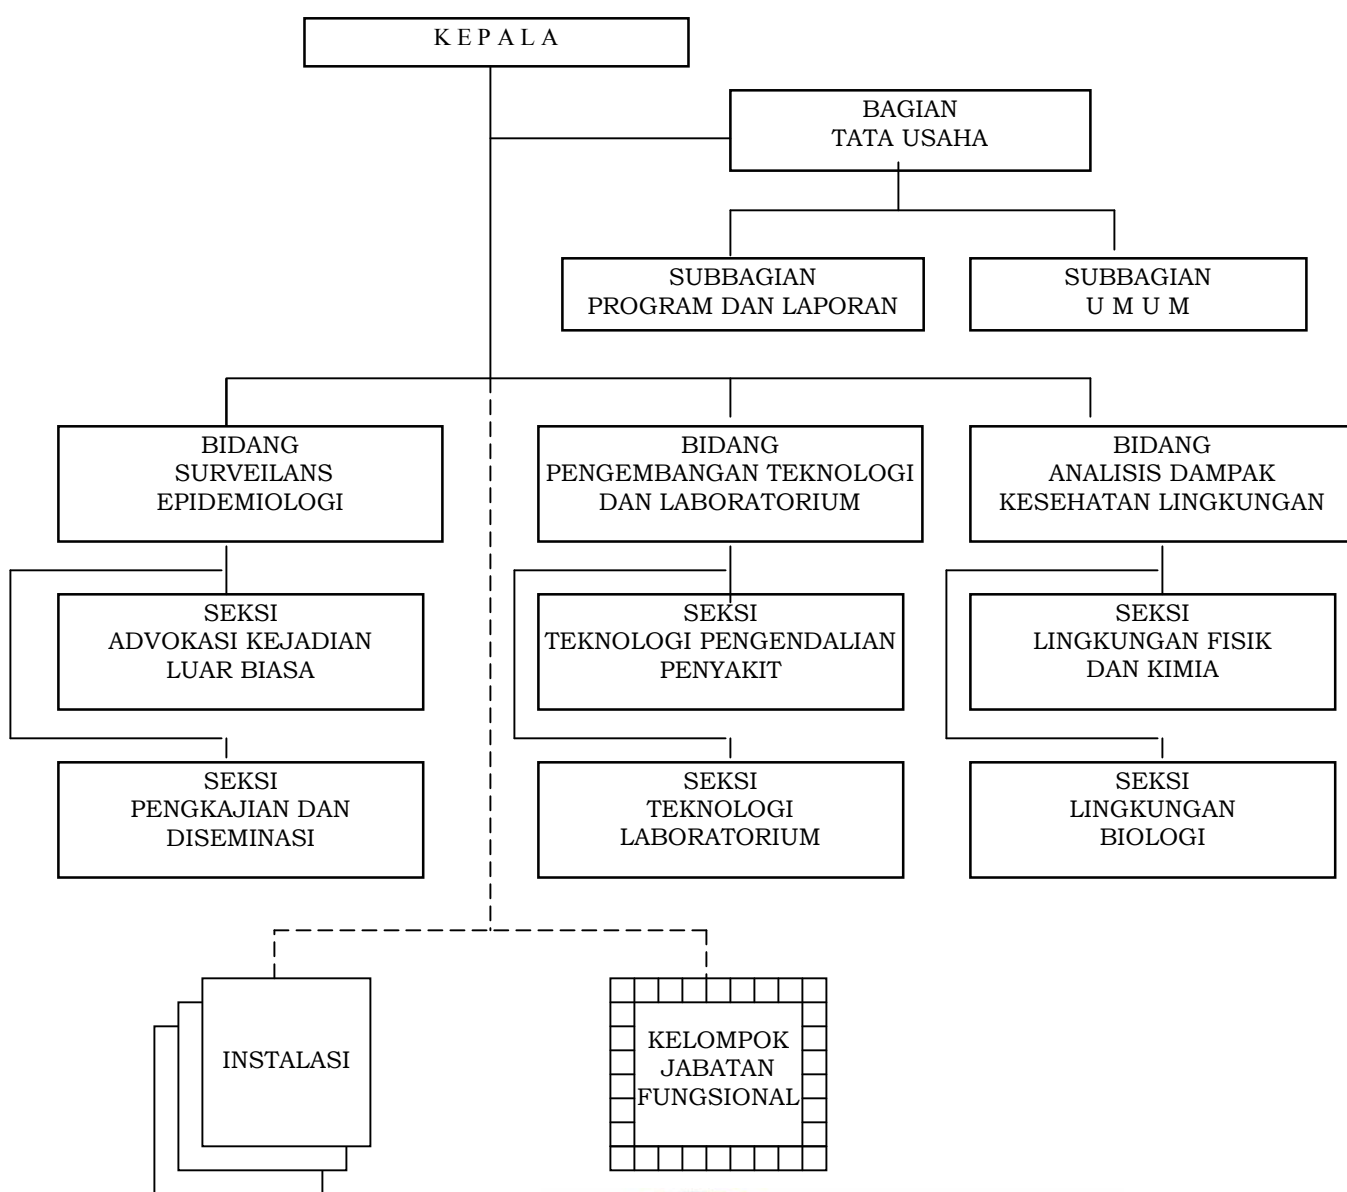 K E P A L A
BAGIAN
TATA USAHA
SUBBAGIAN
PROGRAM DAN LAPORAN
SUBBAGIAN
U M U M
BIDANG
SURVEILANS
EPIDEMIOLOGI
BIDANG
PENGEMBANGAN TEKNOLOGI
DAN LABORATORIUM
BIDANG
ANALISIS DAMPAK
KESEHATAN LINGKUNGAN
SEKSI
ADVOKASI KEJADIAN
LUAR BIASA
SEKSI
TEKNOLOGI PENGENDALIAN
PENYAKIT
SEKSI
LINGKUNGAN FISIK
DAN KIMIA
SEKSI
PENGKAJIAN DAN
DISEMINASI
SEKSI
TEKNOLOGI
LABORATORIUM
SEKSI
LINGKUNGAN
BIOLOGI
INSTALASI
KELOMPOK
JABATAN
FUNGSIONAL